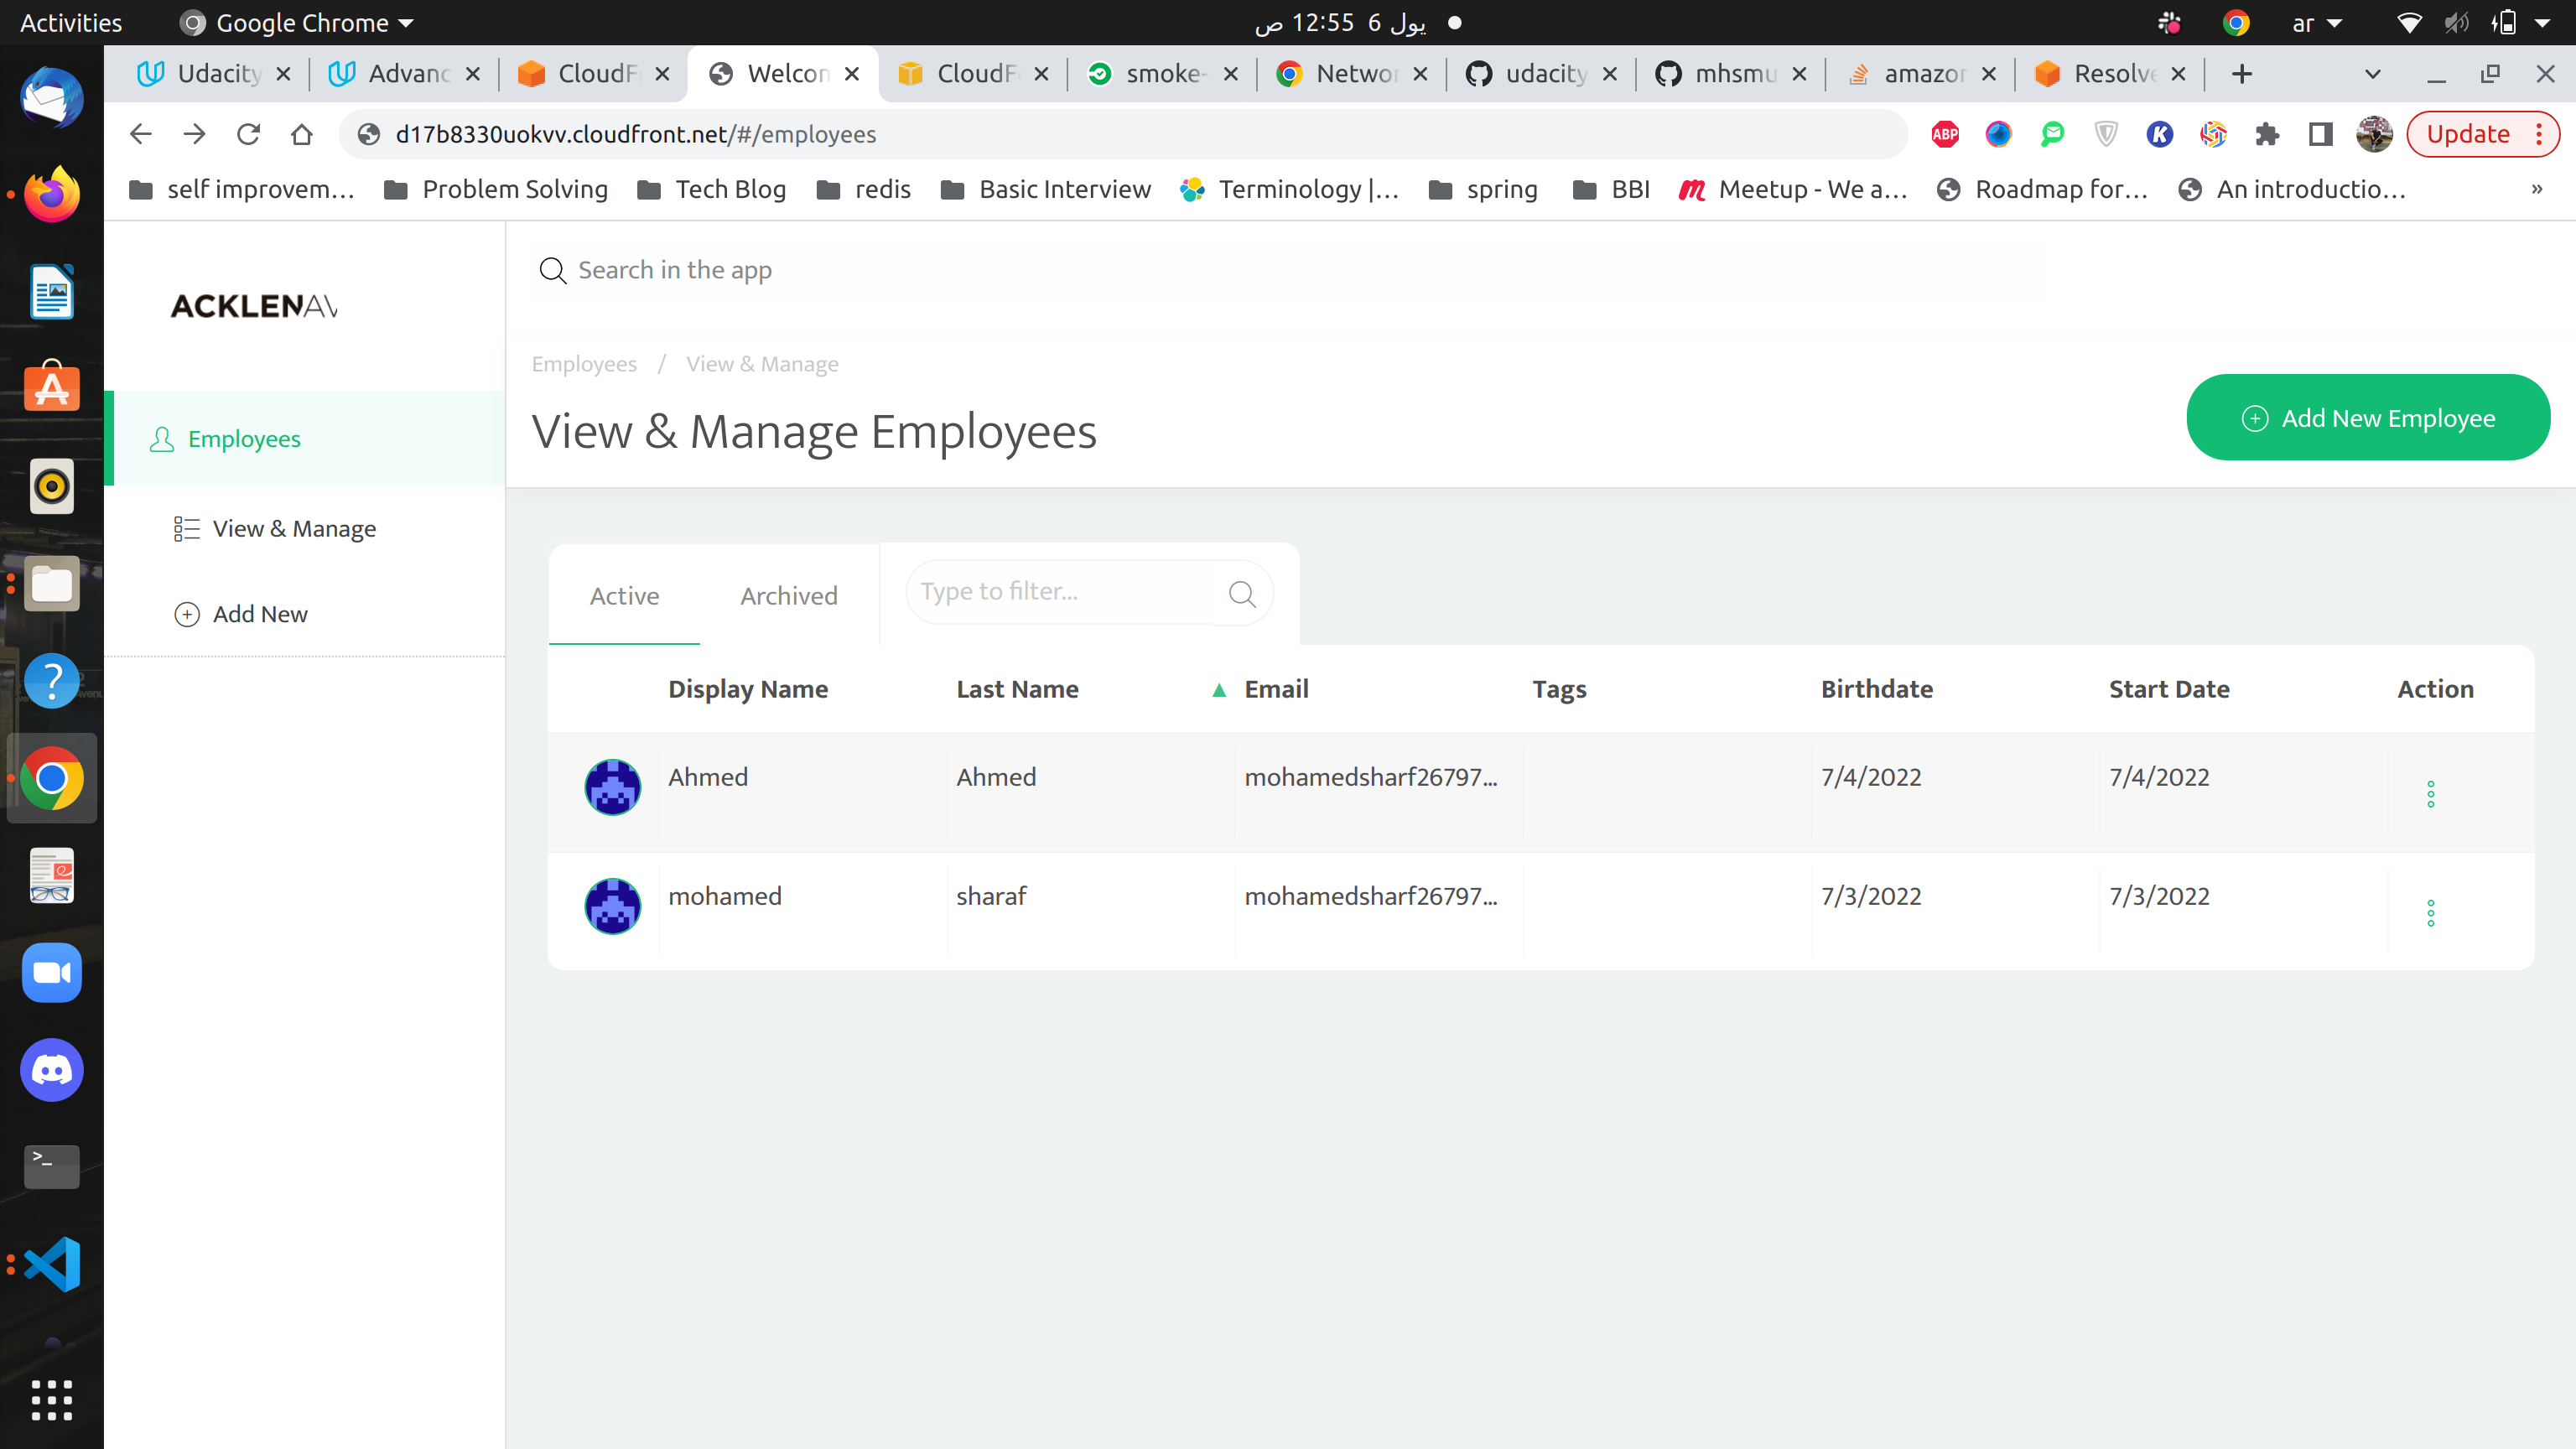 Activities Google Chrome يول 6 12:55 ص ar
Udacity Advanc CloudF Welcom CloudF smoke- Networ udacity mhsmu amazon Resolve
d17b8330uokvv.cloudfront.net/#/employees ABP K Update
self improvem... Problem Solving Tech Blog redis Basic Interview Terminology |... spring BBI Meetup - We a... Roadmap for... An introductio... »
Search in the app
ACKLENAV
Employees / View & Manage
View & Manage Employees
Add New Employee
Employees
View & Manage
Add New
Active Archived Type to filter...
Display Name Last Name Email Tags Birthdate Start Date Action
Ahmed Ahmed mohamedsharf26797... 7/4/2022 7/4/2022
mohamed sharaf mohamedsharf26797... 7/3/2022 7/3/2022